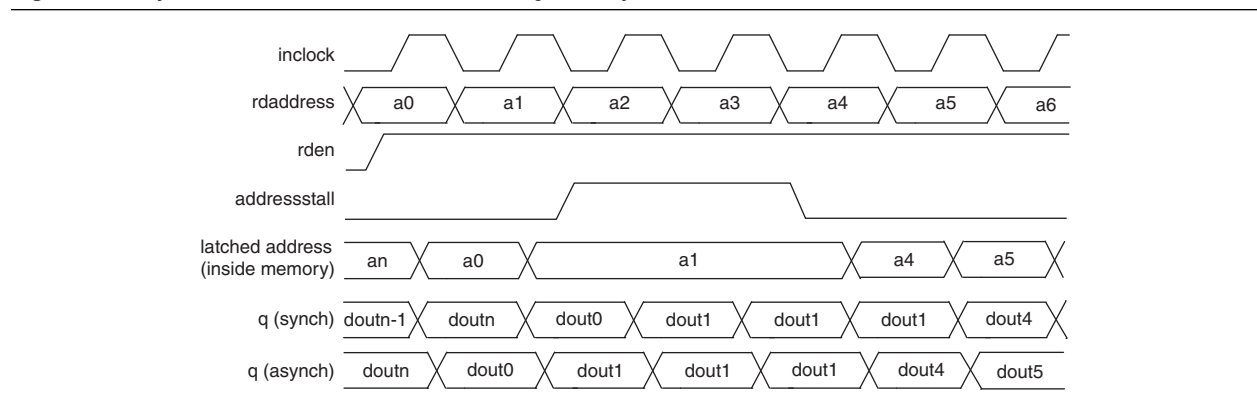 inclock
rdaddress a0 a1 a2 a3 a4 a5 a6
rden
addressstall
latched address
(inside memory) an a0 a1 a4 a5
q (synch) doutn-1 doutn dout0 dout1 dout1 dout1 dout4
q (asynch) doutn dout0 dout1 dout1 dout1 dout4 dout5